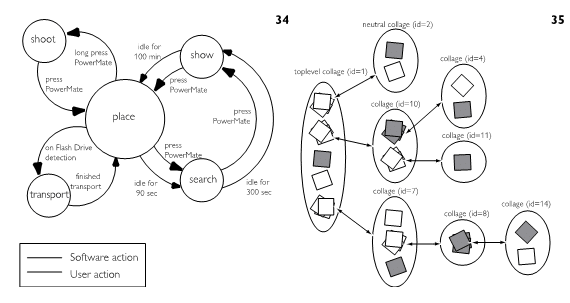 34
shoot
long press
PowerMate
press
PowerMate
idle for
100 min
show
press
PowerMate
place
press
PowerMate
on Flash Drive
detection
press
PowerMate
transport
finished
transport
idle for
90 sec
search
idle for
300 sec
Software action
User action
35
neutral collage (id=2)
collage (id=4)
toplevel collage (id=1)
collage (id=10)
collage (id=11)
collage (id=7)
collage (id=8)
collage (id=14)